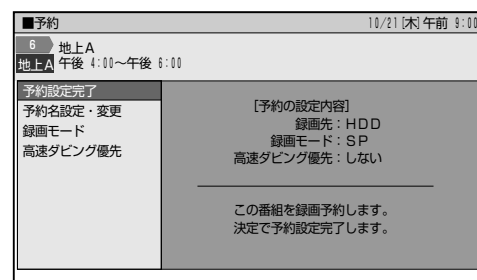 ■予約 10/21[木]午前 9:00
6 地上A
地上A 午後 4:00~午後 6:00
予約設定完了
予約名設定・変更
録画モード
高速ダビング優先
[予約の設定内容]
録画先:HDD
録画モード:SP
高速ダビング優先:しない
この番組を録画予約します。
決定で予約設定完了します。